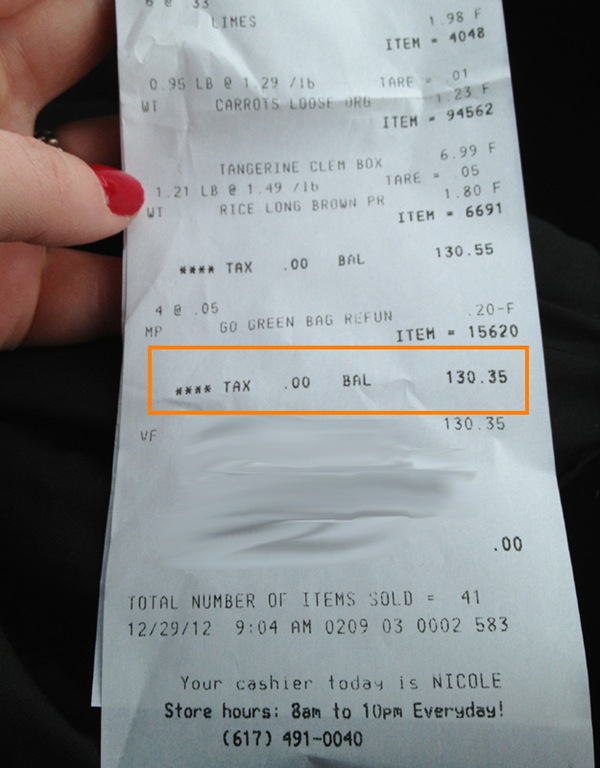 6 @ .33
LIMES 1.98 F
ITEM = 4048
0.95 LB @ 1.29 /lb TARE = .01
WT CARROTS LOOSE ORG 1.23 F
ITEM = 94562
TANGERINE CLEM BOX 6.99 F
1.21 LB @ 1.49 /lb TARE = .05
WT RICE LONG BROWN PR 1.80 F
ITEM = 6691
**** TAX .00 BAL 130.55
4 @ .05
MP GO GREEN BAG REFUN .20-F
ITEM = 15620
**** TAX .00 BAL 130.35
VF 130.35
.00
TOTAL NUMBER OF ITEMS SOLD = 41
12/29/12 9:04 AM 0209 03 0002 583
Your cashier today is NICOLE
Store hours: 8am to 10pm Everyday!
(617) 491-0040